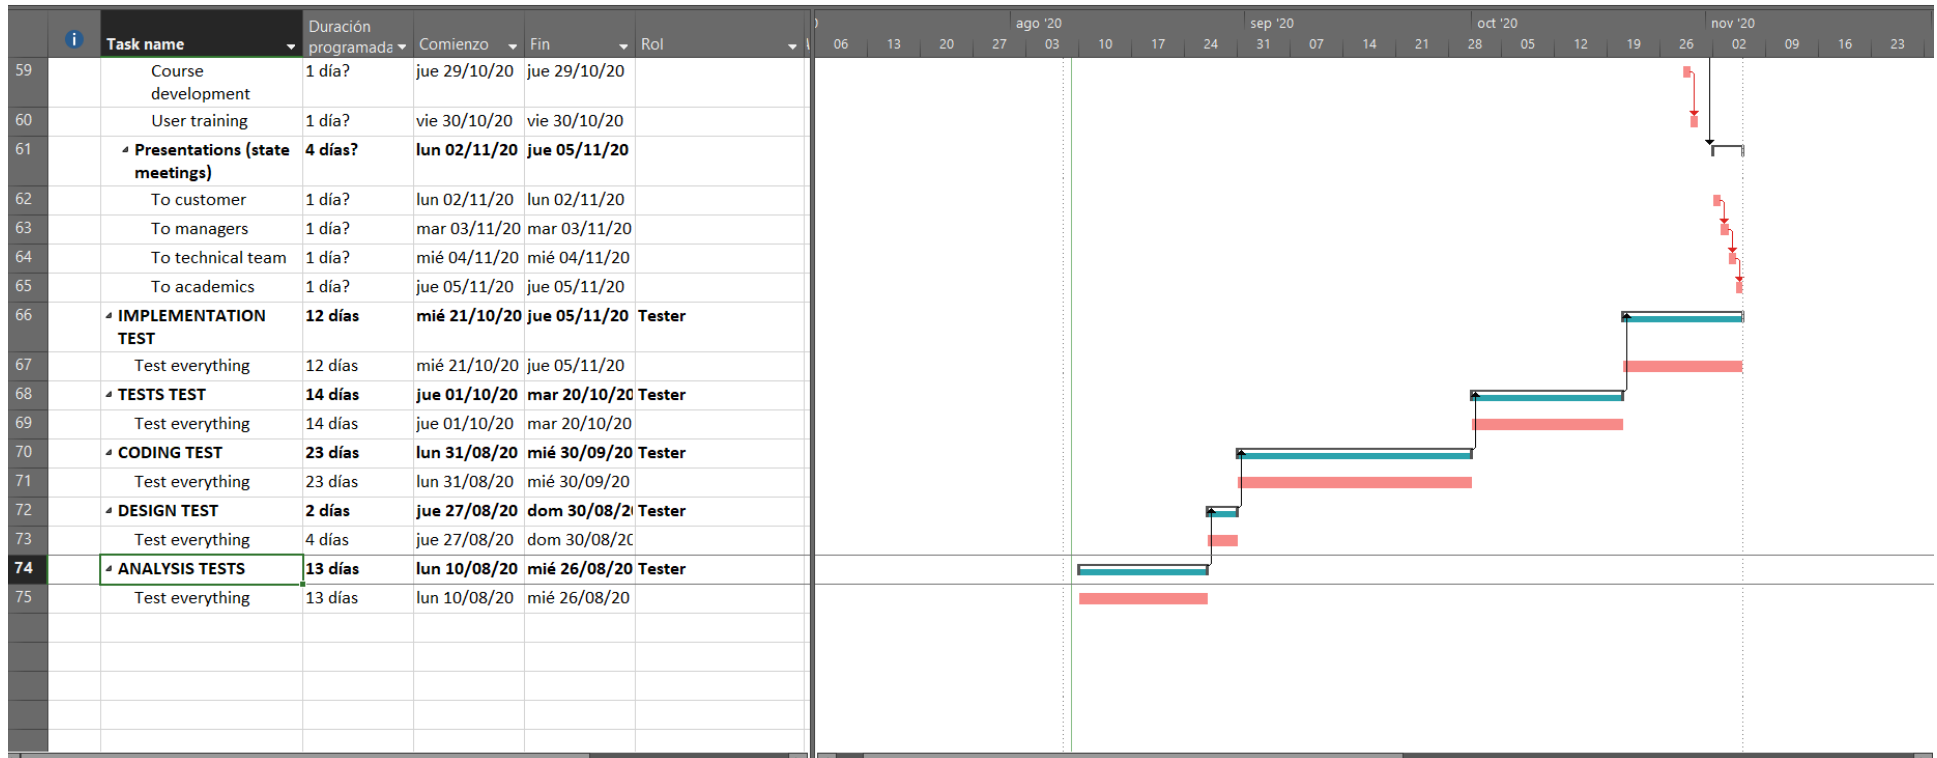 ago '20 sep '20 oct '20 nov '20
Task name Duración programada Comienzo Fin Rol 06 13 20 27 03 10 17 24 31 07 14 21 28 05 12 19 26 02 09 16 23
59 Course development 1 día? jue 29/10/20 jue 29/10/20
60 User training 1 día? vie 30/10/20 vie 30/10/20
61 Presentations (state meetings) 4 días? lun 02/11/20 jue 05/11/20
62 To customer 1 día? lun 02/11/20 lun 02/11/20
63 To managers 1 día? mar 03/11/20 mar 03/11/20
64 To technical team 1 día? mié 04/11/20 mié 04/11/20
65 To academics 1 día? jue 05/11/20 jue 05/11/20
66 IMPLEMENTATION TEST 12 días mié 21/10/20 jue 05/11/20 Tester
67 Test everything 12 días mié 21/10/20 jue 05/11/20
68 TESTS TEST 14 días jue 01/10/20 mar 20/10/20 Tester
69 Test everything 14 días jue 01/10/20 mar 20/10/20
70 CODING TEST 23 días lun 31/08/20 mié 30/09/20 Tester
71 Test everything 23 días lun 31/08/20 mié 30/09/20
72 DESIGN TEST 2 días jue 27/08/20 dom 30/08/20 Tester
73 Test everything 4 días jue 27/08/20 dom 30/08/20
74 ANALYSIS TESTS 13 días lun 10/08/20 mié 26/08/20 Tester
75 Test everything 13 días lun 10/08/20 mié 26/08/20